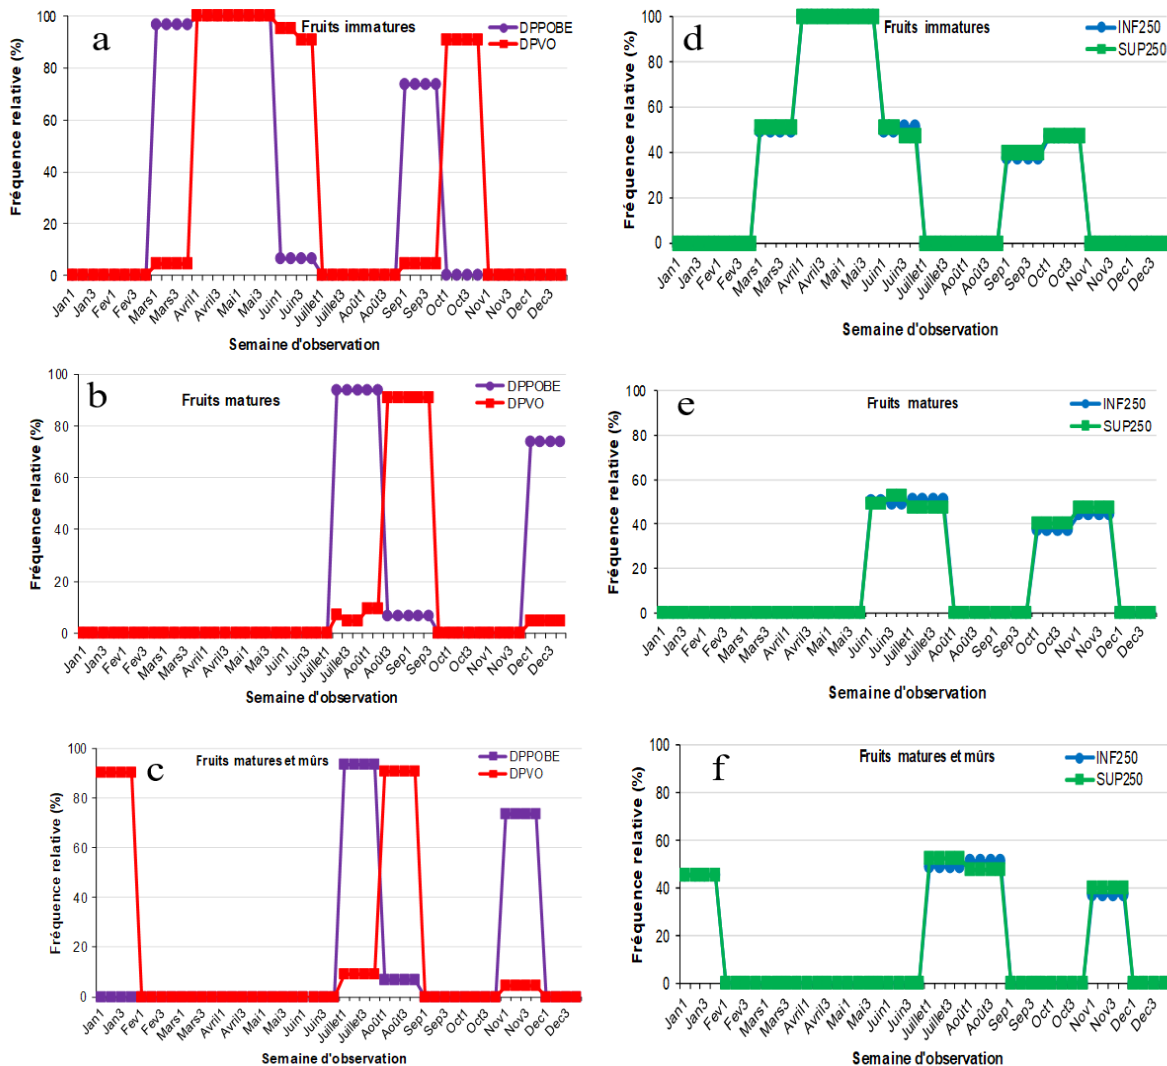 a
Fruits immatures
DPPOBE
DPVO
Fréquence relative (%)
100
80
60
40
20
0
Jan1 Jan3 Fev1 Fev3 Mars1 Mars3 Avril1 Avril3 Mai1 Mai3 Juin1 Juin3 Juillet1 Juillet3 Août1 Août3 Sep1 Sep3 Oct1 Oct3 Nov1 Nov3 Dec1 Dec3
Semaine d'observation
d
Fruits immatures
INF250
SUP250
Fréquence relative (%)
100
80
60
40
20
0
Jan1 Jan3 Fev1 Fev3 Mars1 Mars3 Avril1 Avril3 Mai1 Mai3 Juin1 Juin3 Juillet1 Juillet3 Août1 Août3 Sep1 Sep3 Oct1 Oct3 Nov1 Nov3 Dec1 Dec3
Semaine d'observation
b
Fruits matures
DPPOBE
DPVO
Fréquence relative (%)
100
80
60
40
20
0
Jan1 Jan3 Fev1 Fev3 Mars1 Mars3 Avril1 Avril3 Mai1 Mai3 Juin1 Juin3 Juillet1 Juillet3 Août1 Août3 Sep1 Sep3 Oct1 Oct3 Nov1 Nov3 Dec1 Dec3
Semaine d'observation
e
Fruits matures
INF250
SUP250
Fréquence relative (%)
100
80
60
40
20
0
Jan1 Jan3 Fev1 Fev3 Mars1 Mars3 Avril1 Avril3 Mai1 Mai3 Juin1 Juin3 Juillet1 Juillet3 Août1 Août3 Sep1 Sep3 Oct1 Oct3 Nov1 Nov3 Dec1 Dec3
Semaine d'observation
c
Fruits matures et mûrs
DPPOBE
DPVO
Fréquence relative (%)
100
80
60
40
20
0
Jan1 Jan3 Fev1 Fev3 Mars1 Mars3 Avril1 Avril3 Mai1 Mai3 Juin1 Juin3 Juillet1 Juillet3 Août1 Août3 Sep1 Sep3 Oct1 Oct3 Nov1 Nov3 Dec1 Dec3
Semaine d'observation
f
Fruits matures et mûrs
INF250
SUP250
Fréquence relative (%)
100
80
60
40
20
0
Jan1 Jan3 Fev1 Fev3 Mars1 Mars3 Avril1 Avril3 Mai1 Mai3 Juin1 Juin3 Juillet1 Juillet3 Août1 Août3 Sep1 Sep3 Oct1 Oct3 Nov1 Nov3 Dec1 Dec3
Semaine d'observation